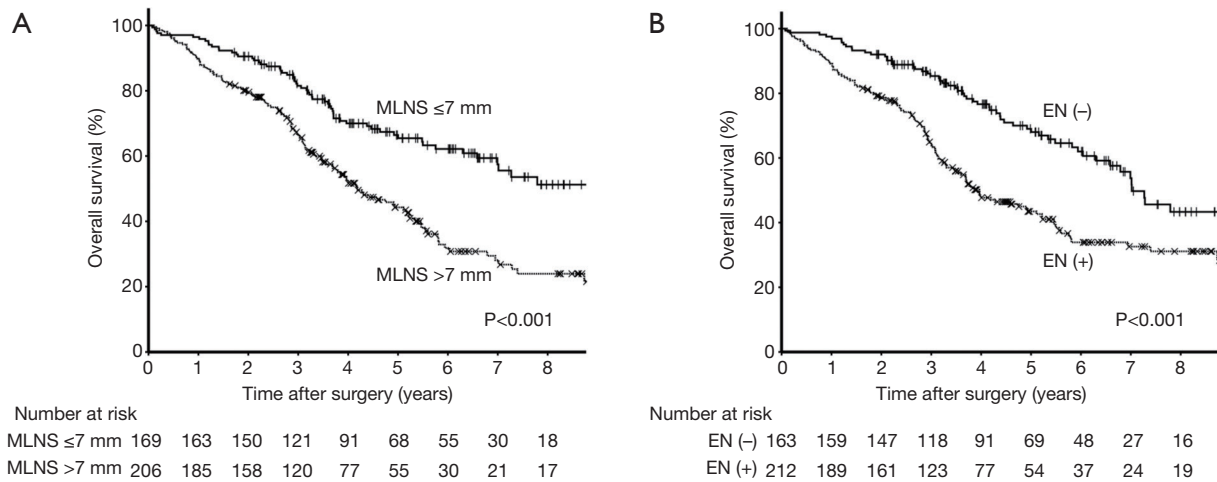 A
B
100
80
60
40
20
0
Overall survival (%)
MLNS ≤7 mm
MLNS >7 mm
P<0.001
0 1 2 3 4 5 6 7 8
Time after surgery (years)
Number at risk
MLNS ≤7 mm 169 163 150 121 91 68 55 30 18
MLNS >7 mm 206 185 158 120 77 55 30 21 17
100
80
60
40
20
0
Overall survival (%)
EN (–)
EN (+)
P<0.001
0 1 2 3 4 5 6 7 8
Time after surgery (years)
Number at risk
EN (–) 163 159 147 118 91 69 48 27 16
EN (+) 212 189 161 123 77 54 37 24 19